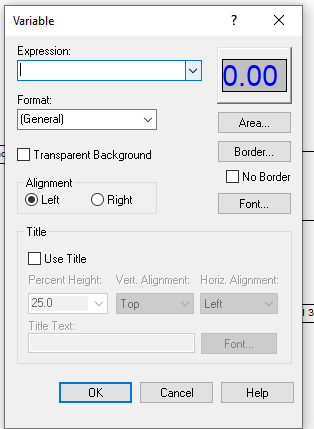 Variable
?
Expression:
0.00
Format:
(General)
Area...
Transparent Background
Border...
No Border
Alignment
Left
Right
Font...
Title
Use Title
Percent Height:
Vert. Alignment:
Horiz. Alignment:
25.0
Top
Left
Title Text:
Font...
OK
Cancel
Help